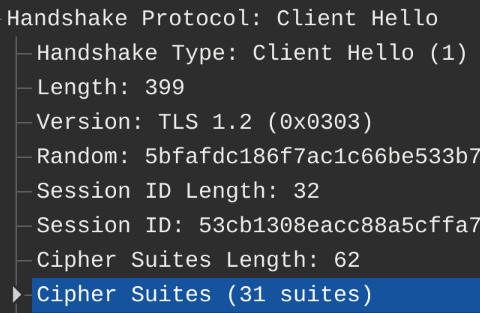 Handshake Protocol: Client Hello
Handshake Type: Client Hello (1)
Length: 399
Version: TLS 1.2 (0x0303)
Random: 5bfafdc186f7ac1c66be533b7
Session ID Length: 32
Session ID: 53cb1308eacc88a5cffa7
Cipher Suites Length: 62
Cipher Suites (31 suites)